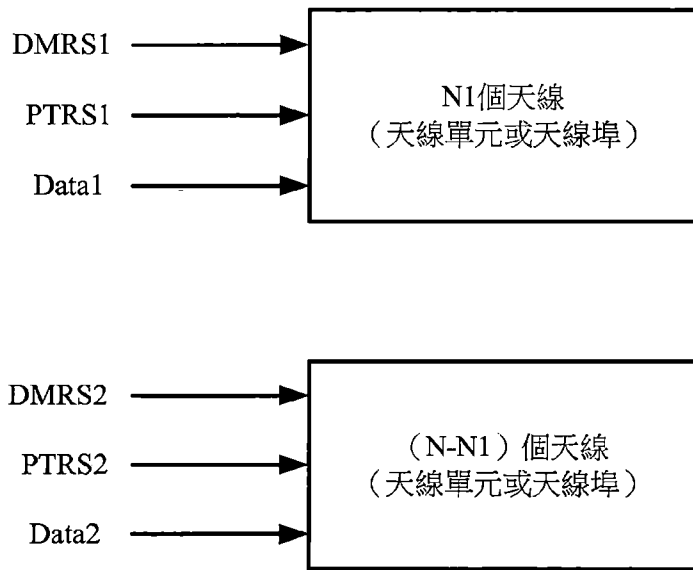 DMRS1
PTRS1
Data1
N1個天線
（天線單元或天線埠）
DMRS2
PTRS2
Data2
（N-N1）個天線
（天線單元或天線埠）